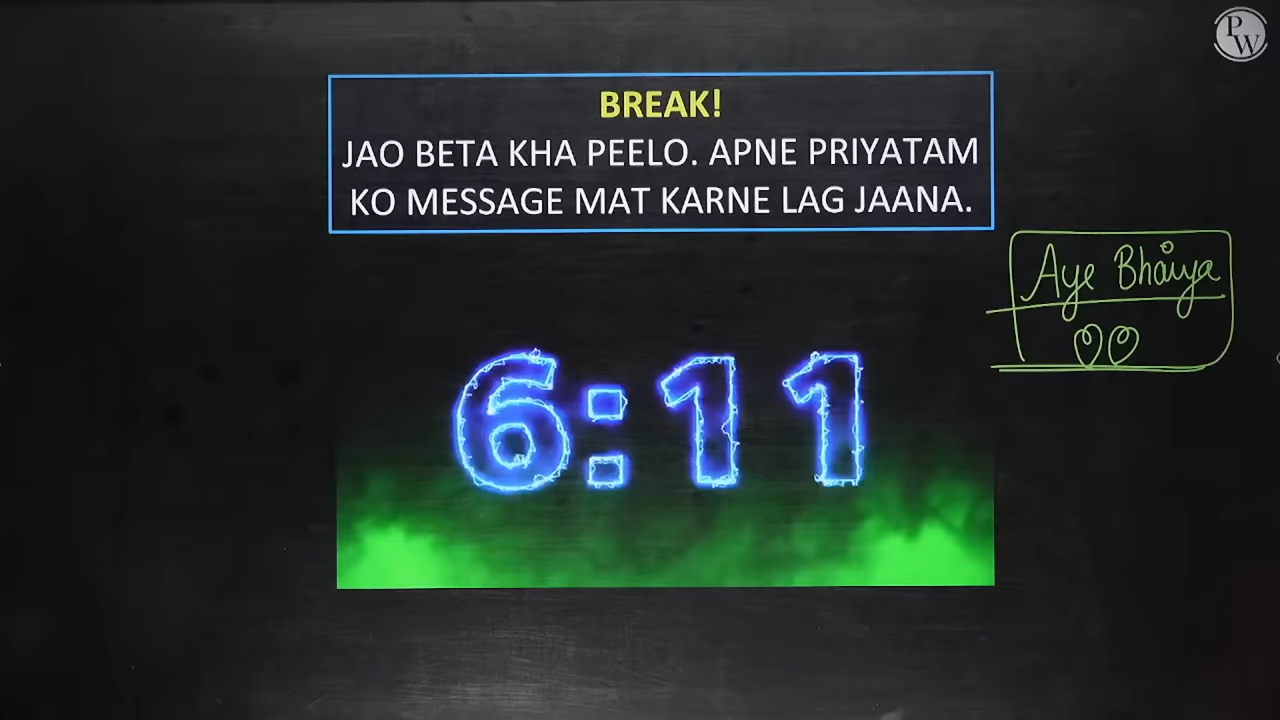 PW
BREAK!
JAO BETA KHA PEELO. APNE PRIYATAM
KO MESSAGE MAT KARNE LAG JAANA.
Aye Bhaiya
6:11